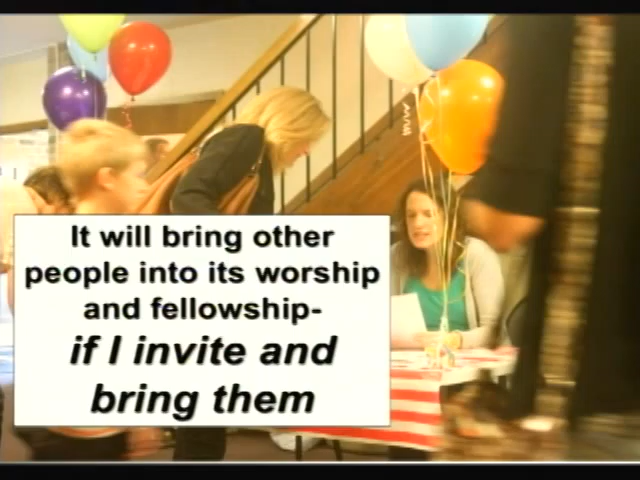 It will bring other
people into its worship
and fellowship-
if I invite and
bring them